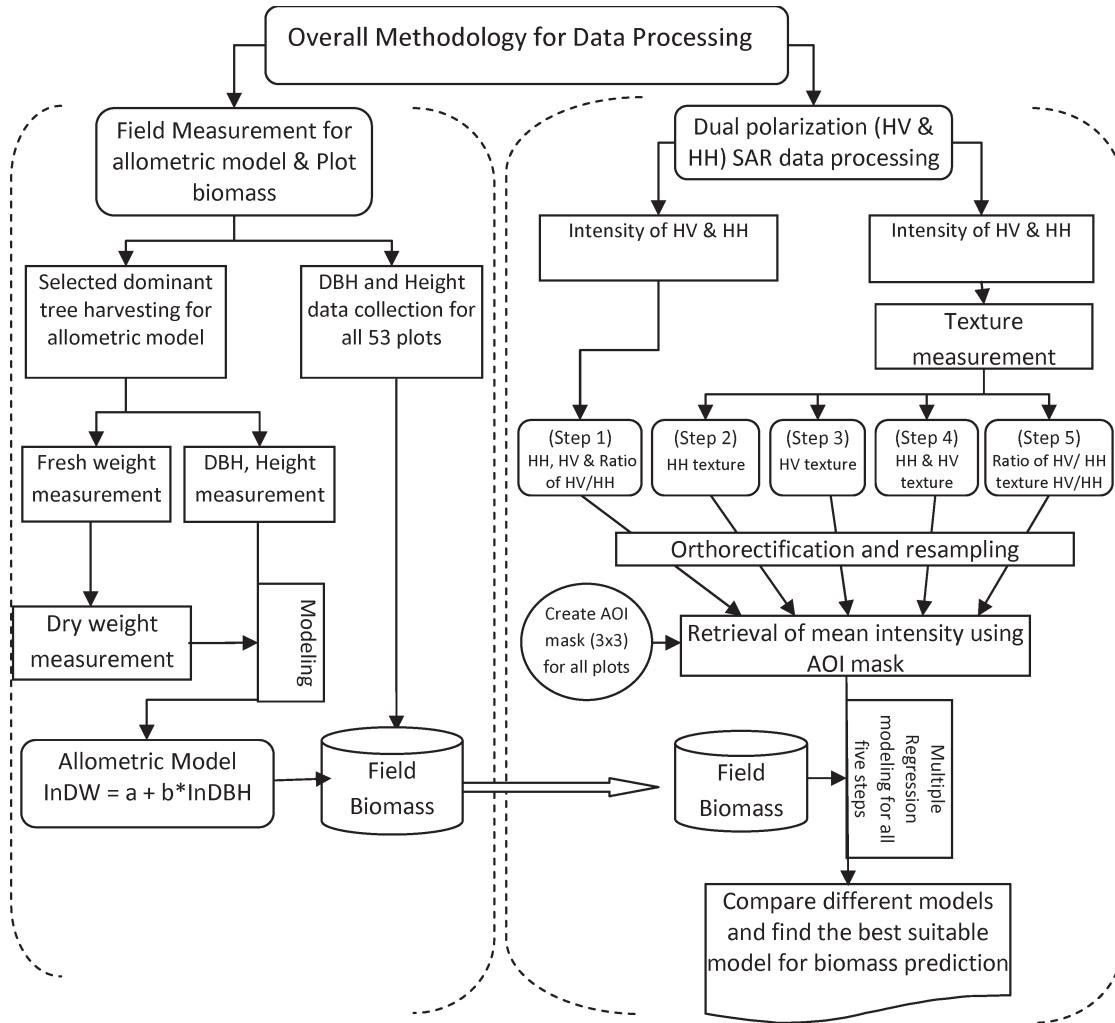 Overall Methodology for Data Processing
Field Measurement for
allometric model & Plot
biomass
Selected dominant
tree harvesting for
allometric model
DBH and Height
data collection for
all 53 plots
Fresh weight
measurement
DBH, Height
measurement
Dry weight
measurement
Modeling
Allometric Model
InDW = a + b*InDBH
Field
Biomass
Dual polarization (HV &
HH) SAR data processing
Intensity of HV & HH
Intensity of HV & HH
Texture
measurement
(Step 1)
HH, HV & Ratio
of HV/HH
(Step 2)
HH texture
(Step 3)
HV texture
(Step 4)
HH & HV
texture
(Step 5)
Ratio of HV/ HH
texture HV/HH
Orthorectification and resampling
Create AOI
mask (3x3)
for all plots
Retrieval of mean intensity using
AOI mask
Field
Biomass
Multiple
Regression
modeling for all
five steps
Compare different models
and find the best suitable
model for biomass prediction